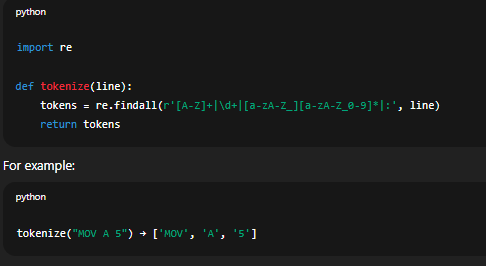 python
import re
def tokenize(line):
    tokens = re.findall(r'[A-Z]+|\d+|[a-zA-Z_][a-zA-Z_0-9]*|:', line)
    return tokens
For example:
python
tokenize("MOV A 5") → ['MOV', 'A', '5']